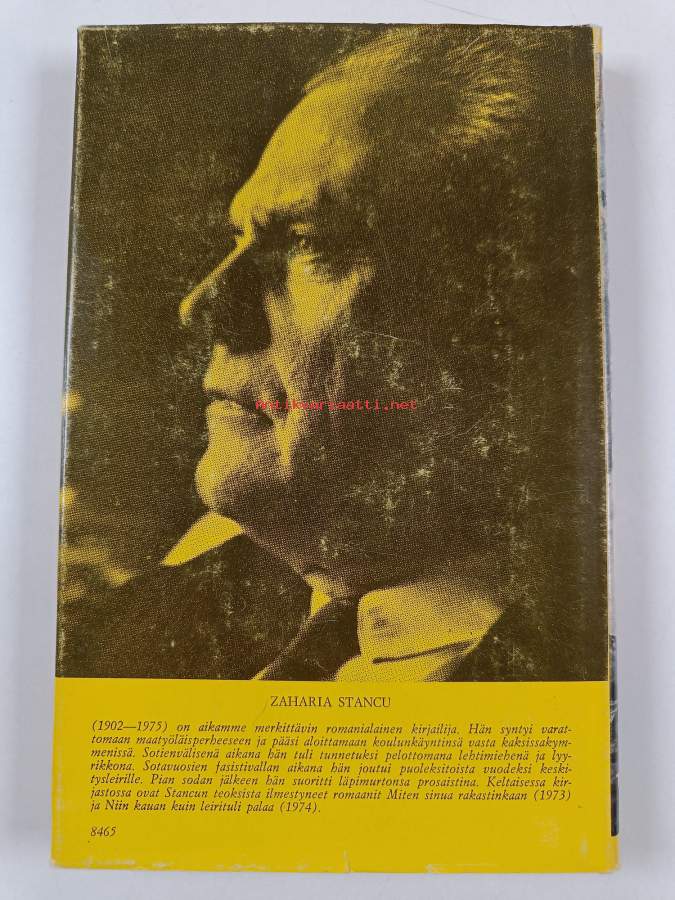 Antikvariaatti.net
ZAHARIA STANCU
(1902—1975) on aikamme merkittävin romanialainen kirjailija. Hän syntyi varat-
tomaan maatyöläisperheeseen ja pääsi aloittamaan koulunkäyntinsä vasta kaksissakym-
menissä. Sotienvälisenä aikana hän tuli tunnetuksi pelottomana lehtimiehenä ja lyy-
rikkona. Sotavuosien fasistivallan aikana hän joutui puoleksitoista vuodeksi keski-
tysleirille. Pian sodan jälkeen hän suoritti läpimurtonsa prosaistina. Keltaisessa kir-
jastossa ovat Stancun teoksista ilmestyneet romaanit Miten sinua rakastinkaan (1973)
ja Niin kauan kuin leirituli palaa (1974).
8465